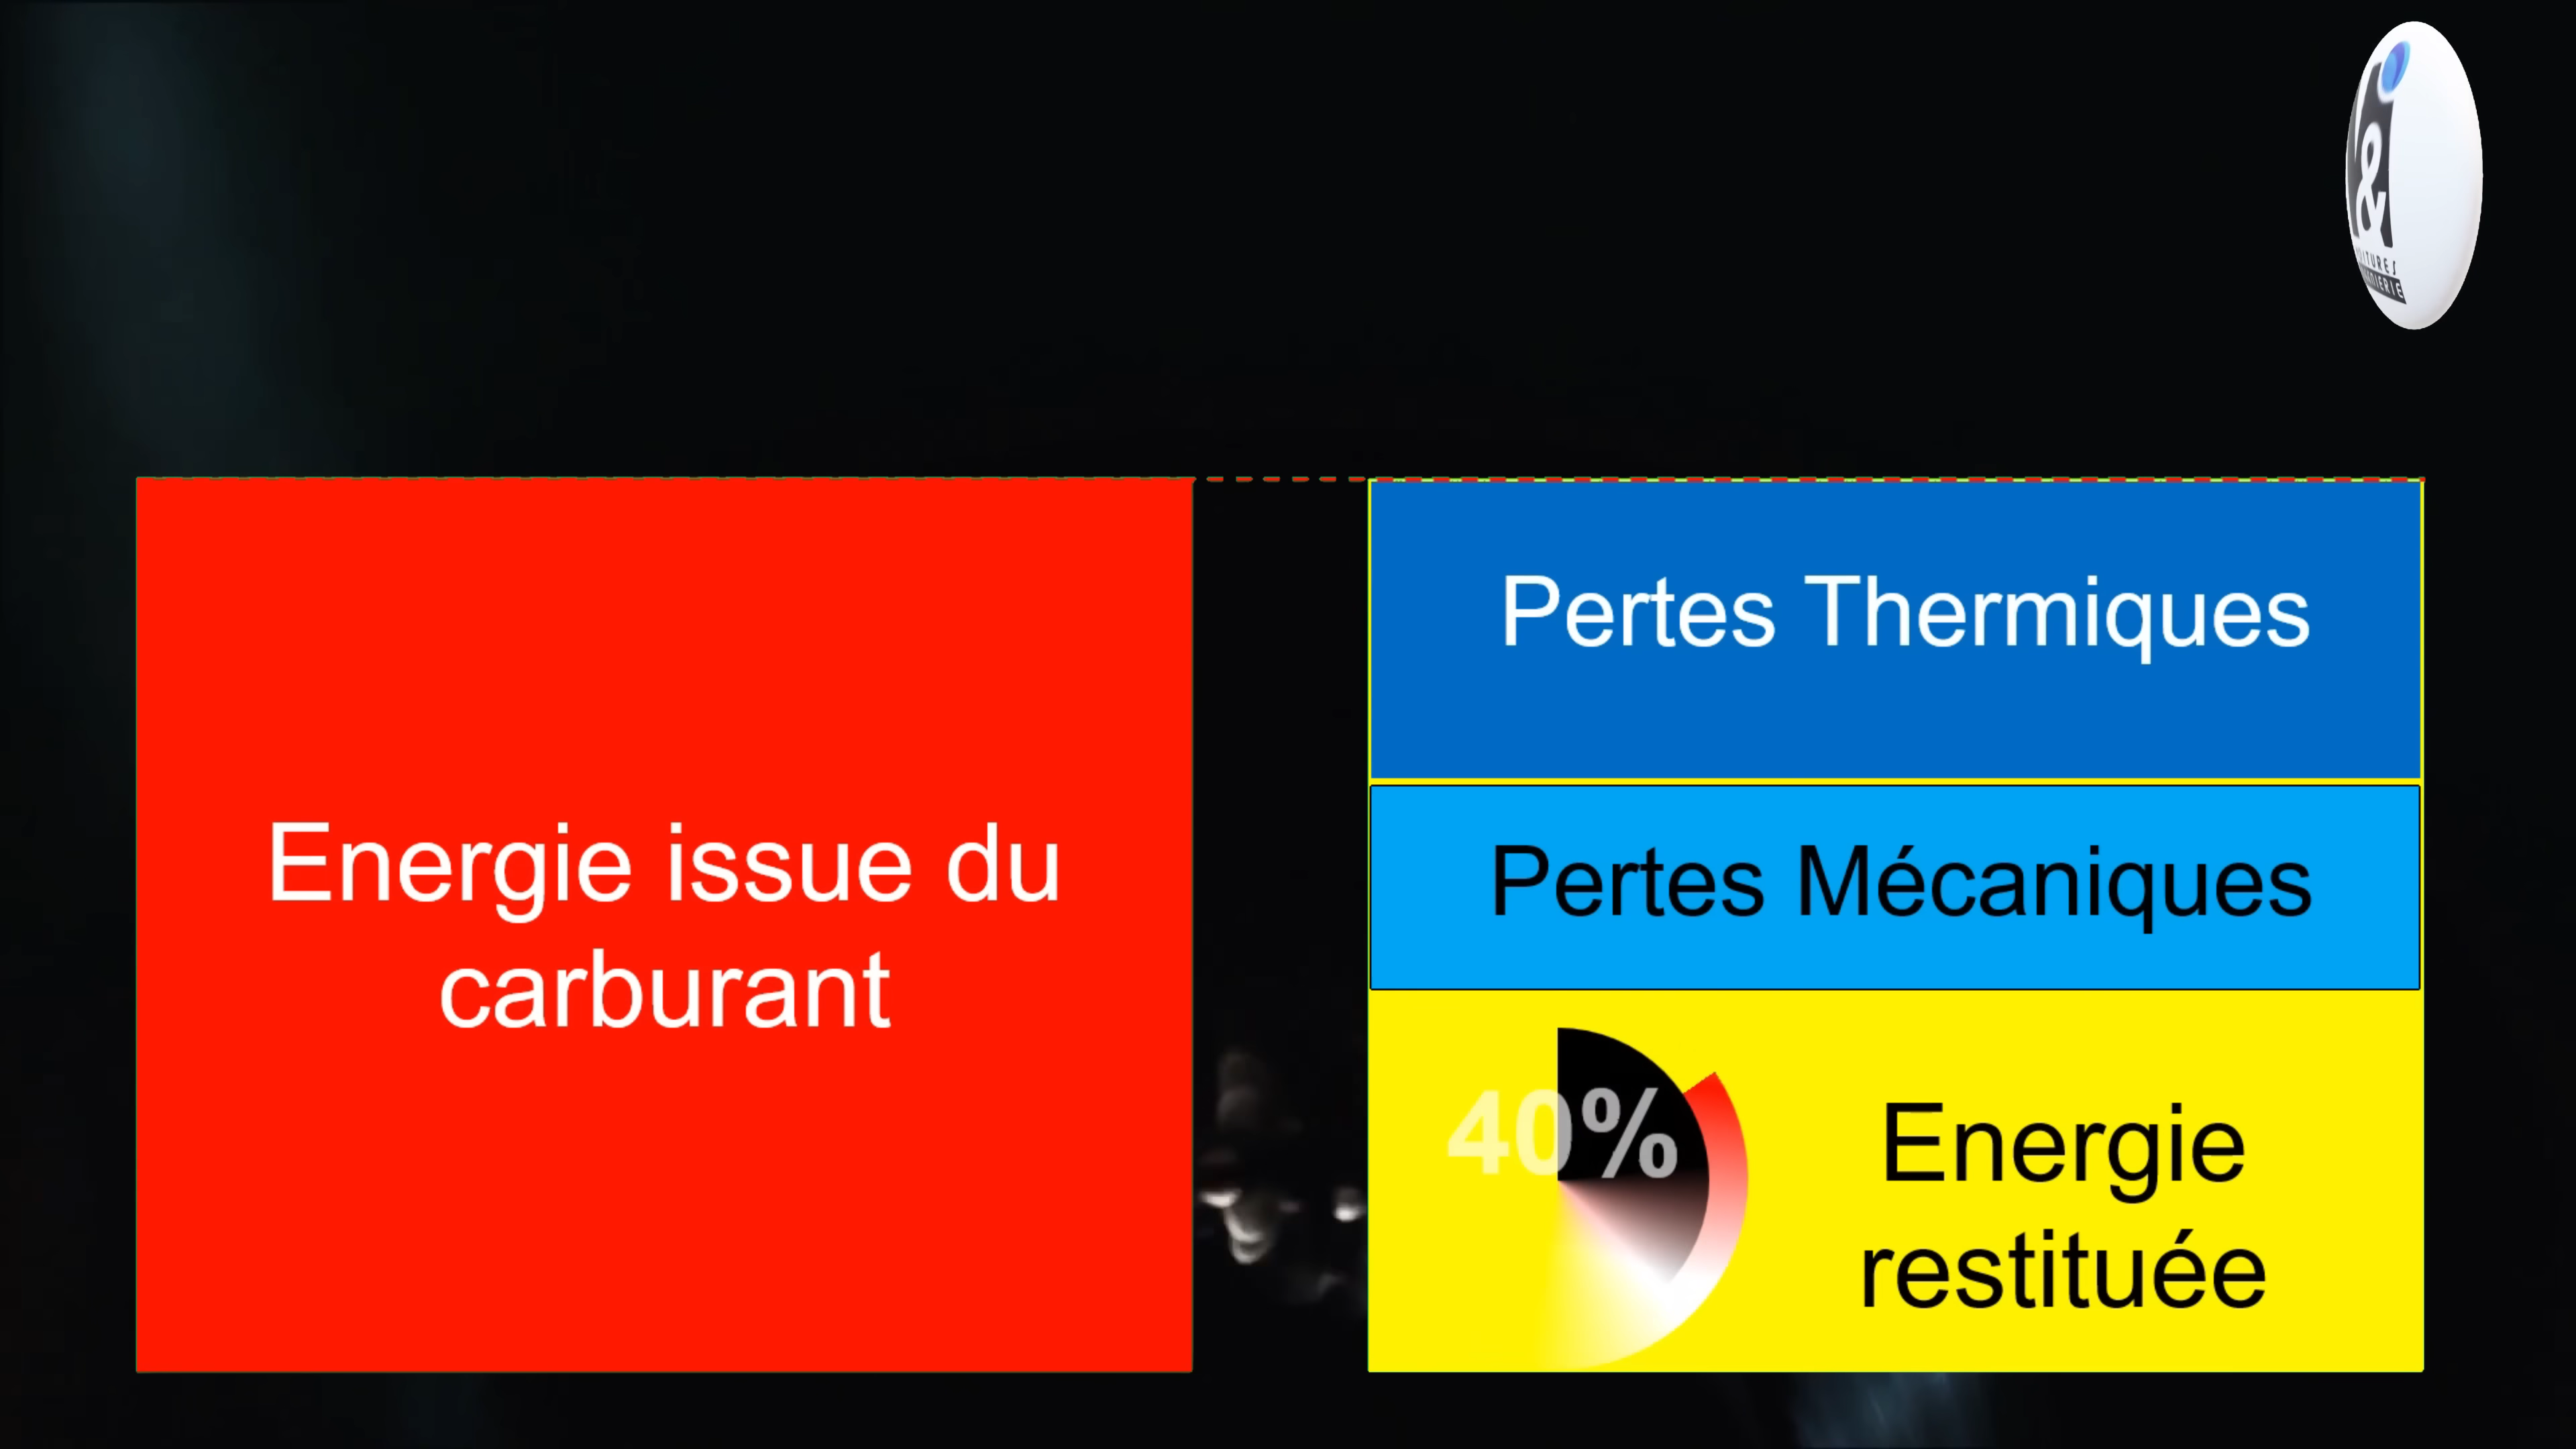 &
Energie issue du
carburant
Pertes Thermiques
Pertes Mécaniques
40%
Energie
restituée